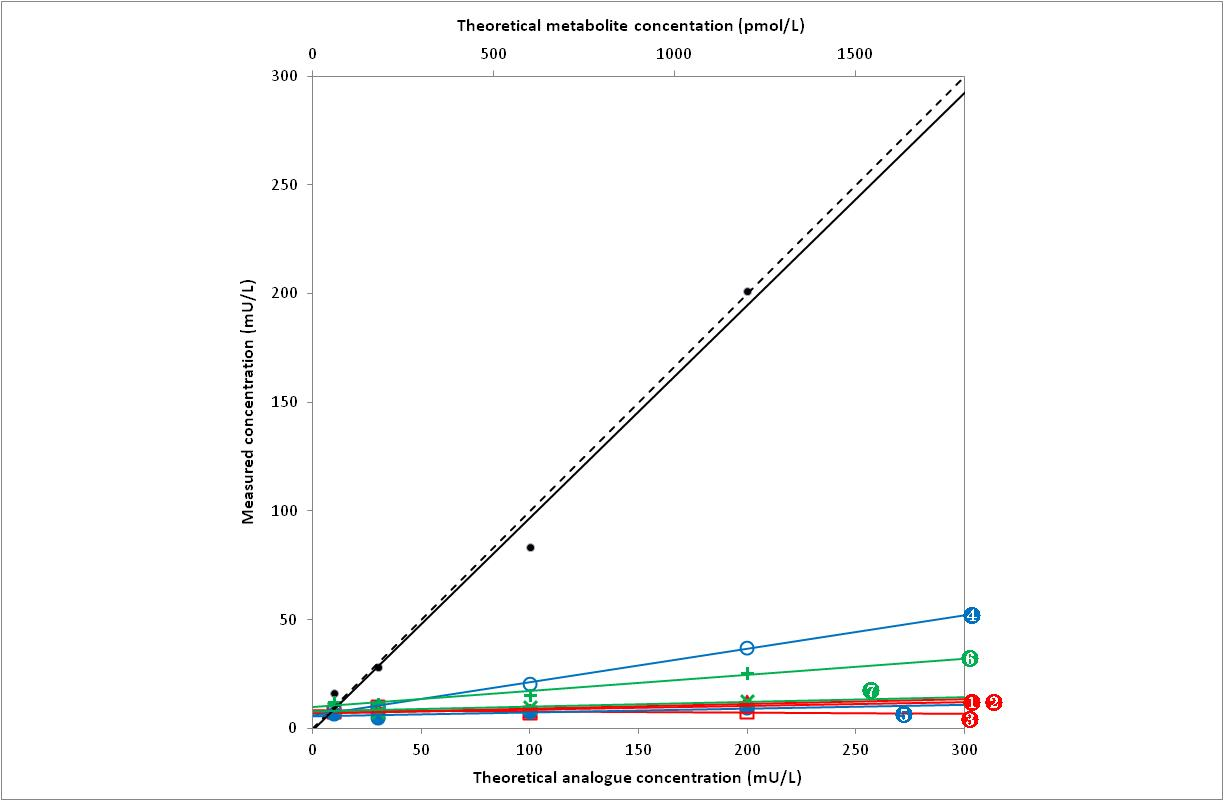 Theoretical metabolite concentation (pmol/L)
0 500 1000 1500
300
250
200
150
100
50
0
Measured concentration (mU/L)
4
6
7
1 2
5
3
0 50 100 150 200 250 300
Theoretical analogue concentration (mU/L)